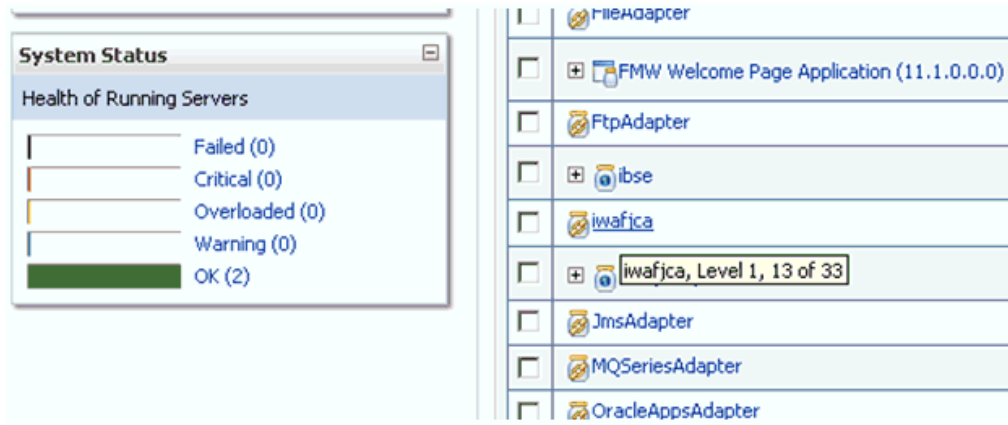 System Status
Health of Running Servers
Failed (0)
Critical (0)
Overloaded (0)
Warning (0)
OK (2)
FileAdapter
FMW Welcome Page Application (11.1.0.0.0)
FtpAdapter
ibse
iwafjca
iwafjca, Level 1, 13 of 33
JmsAdapter
MQSeriesAdapter
OracleAppsAdapter